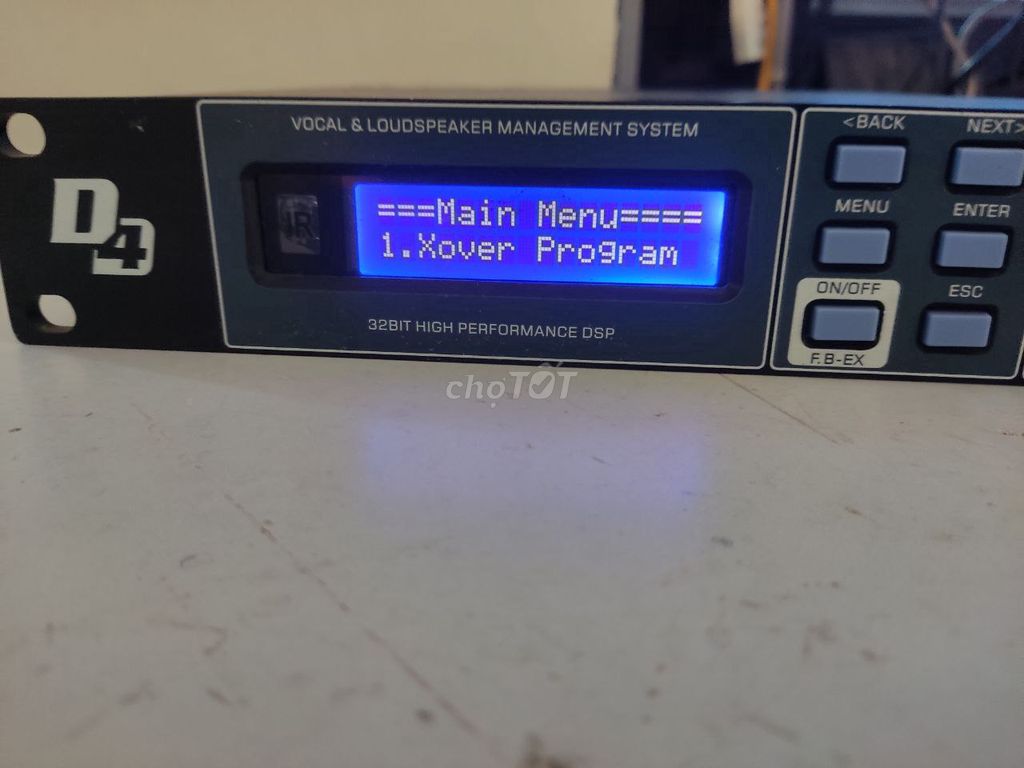 VOCAL & LOUDSPEAKER MANAGEMENT SYSTEM
D4
IR
===Main Menu====
1.Xover Program
32BIT HIGH PERFORMANCE DSP
<BACK
NEXT>
MENU
ENTER
ON/OFF
ESC
F.B-EX
chợTỐT